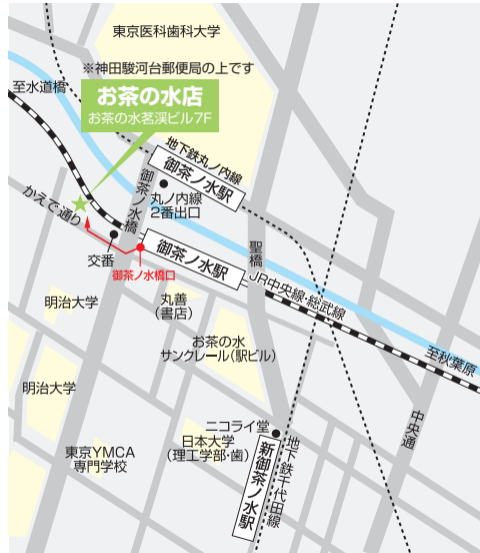 東京医科歯科大学
※神田駿河台郵便局の上です
至水道橋
お茶の水店
お茶の水茗渓ビル7F
地下鉄丸ノ内線
御茶ノ水駅
御茶ノ水橋
丸ノ内線
2番出口
かえで通り
聖橋
交番
御茶ノ水駅
御茶ノ水橋口
JR中央線・総武線
明治大学
丸善
(書店)
お茶の水
サンクレール(駅ビル)
至秋葉原
明治大学
中央通
ニコライ堂
東京YMCA
専門学校
日本大学
(理工学部・歯)
新御茶ノ水駅
地下鉄千代田線